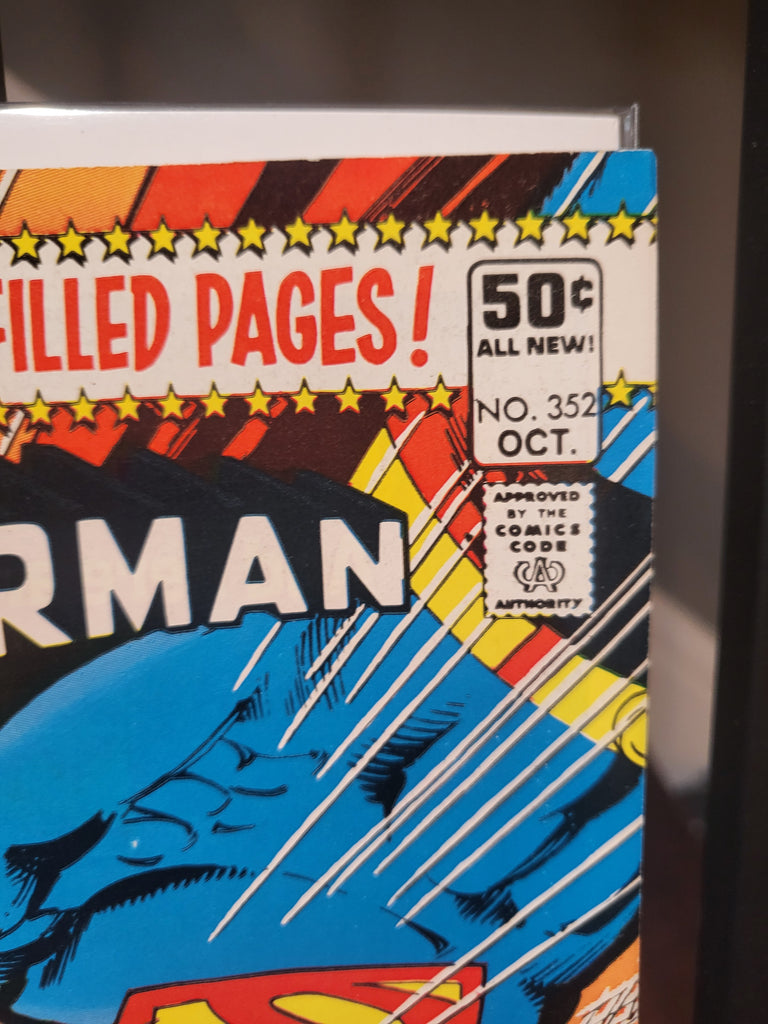 FILLED PAGES!
50¢
ALL NEW!
NO. 352
OCT.
APPROVED
BY THE
COMICS
CODE
AUTHORITY
RMAN